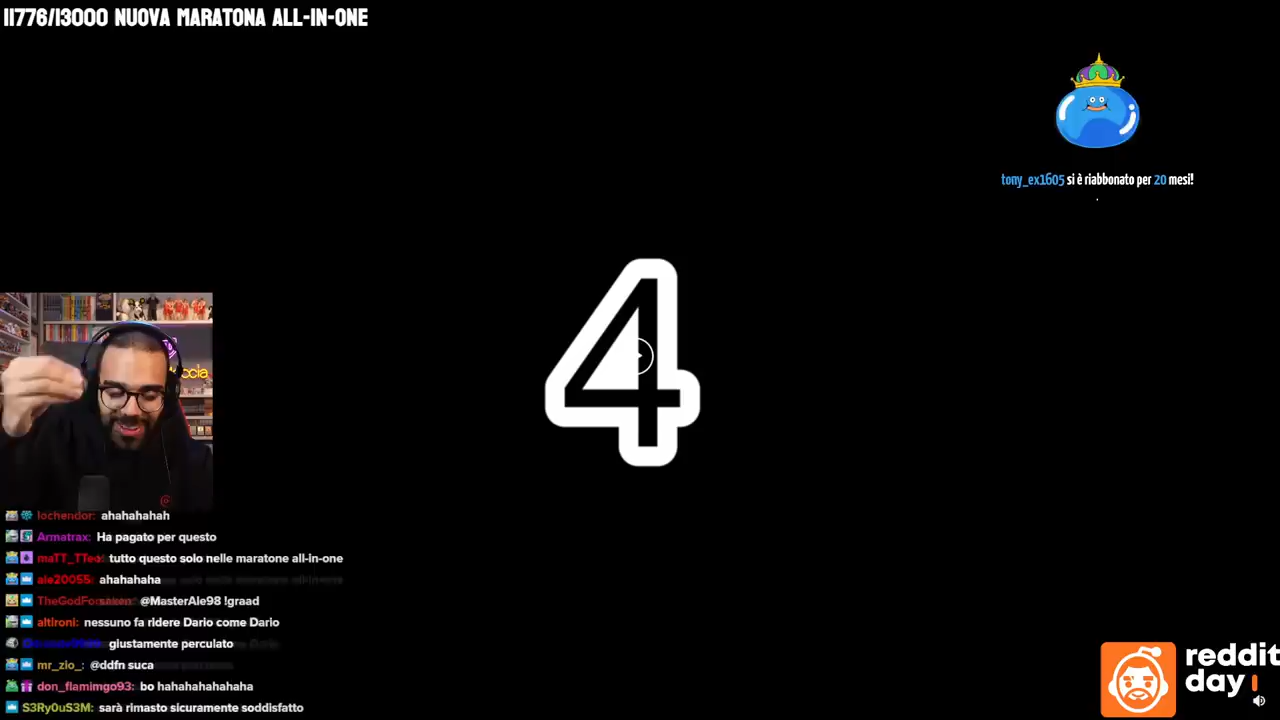 11776/13000 NUOVA MARATONA ALL-IN-ONE
tony_ex1605 si è riabbonato per 20 mesi!
4
lochendor: ahahahahah
Armatrax: Ha pagato per questo
maTT_TTeo: tutto questo solo nelle maratone all-in-one
ale20055: ahahahaha
@MasterAle98 !graad
altironi: nessuno fa ridere Dario come Dario
giustamente perculato
mr_zio_: @ddfn suca
don_flamimgo93: bo hahahahahahaha
S3Ry0uS3M: sarà rimasto sicuramente soddisfatto
reddit
day